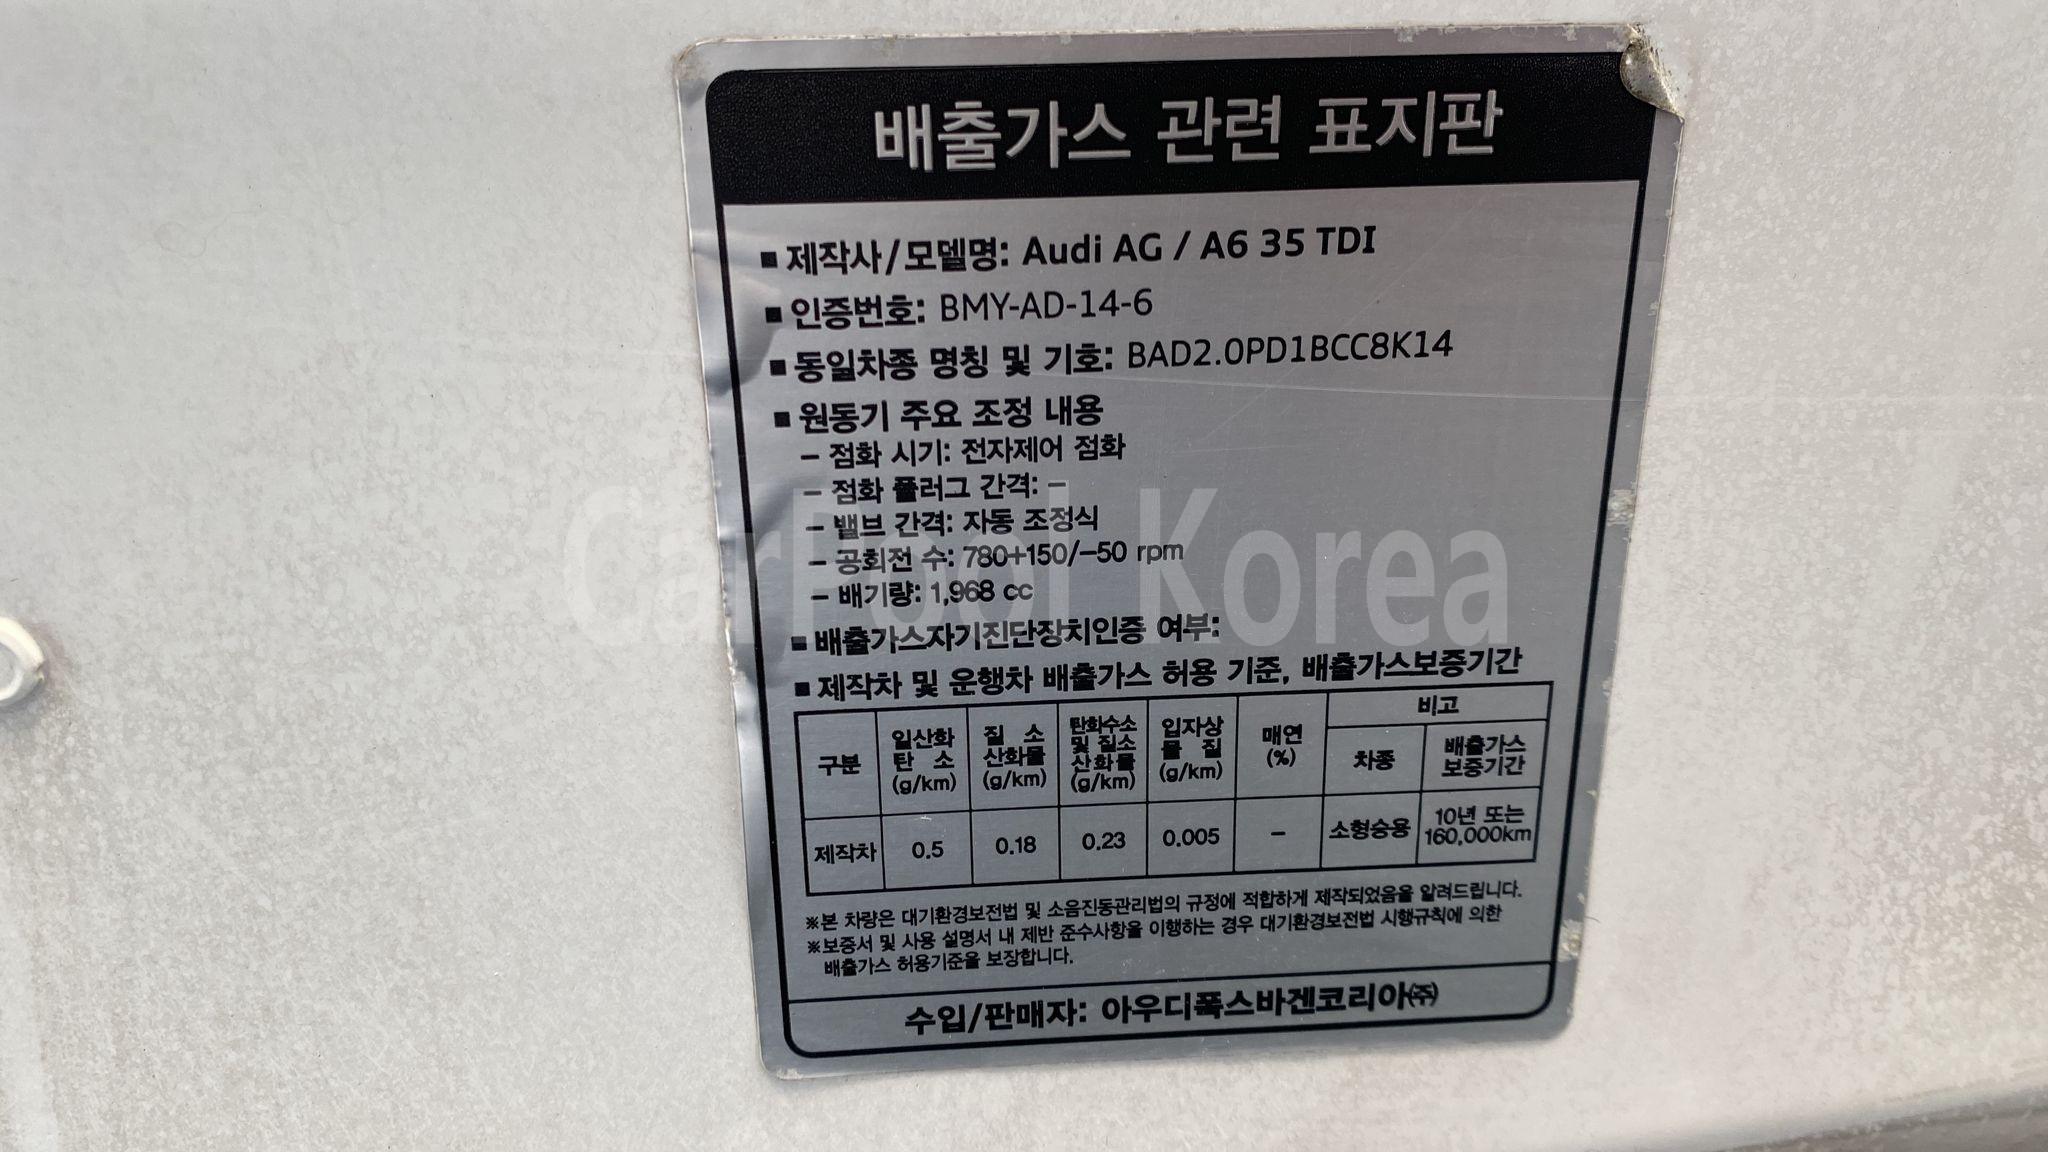 배출가스 관련 표지판
▪ 제작사/모델명: Audi AG / A6 35 TDI
▪ 인증번호: BMY-AD-14-6
▪ 동일차종 명칭 및 기호: BAD2.0PD1BCC8K14
▪ 원동기 주요 조정 내용
– 점화 시기: 전자제어 점화
– 점화 플러그 간격: –
– 밸브 간격: 자동 조정식
– 공회전 수: 780+150/−50 rpm
– 배기량: 1,968 cc
CarPool Korea
▪ 배출가스자기진단장치인증 여부:
▪ 제작차 및 운행차 배출가스 허용 기준, 배출가스보증기간
구분 일산화탄소 (g/km) 질소산화물 (g/km) 탄화수소 및 질소산화물 (g/km) 입자상물질 (g/km) 매연 (%) 비고
차종 배출가스 보증기간
제작차 0.5 0.18 0.23 0.005 – 소형승용 10년 또는 160,000km
※본 차량은 대기환경보전법 및 소음진동관리법의 규정에 적합하게 제작되었음을 알려드립니다.
※보증서 및 사용 설명서 내 제반 준수사항을 이행하는 경우 대기환경보전법 시행규칙에 의한
배출가스 허용기준을 보장합니다.
수입/판매자: 아우디폭스바겐코리아㈜